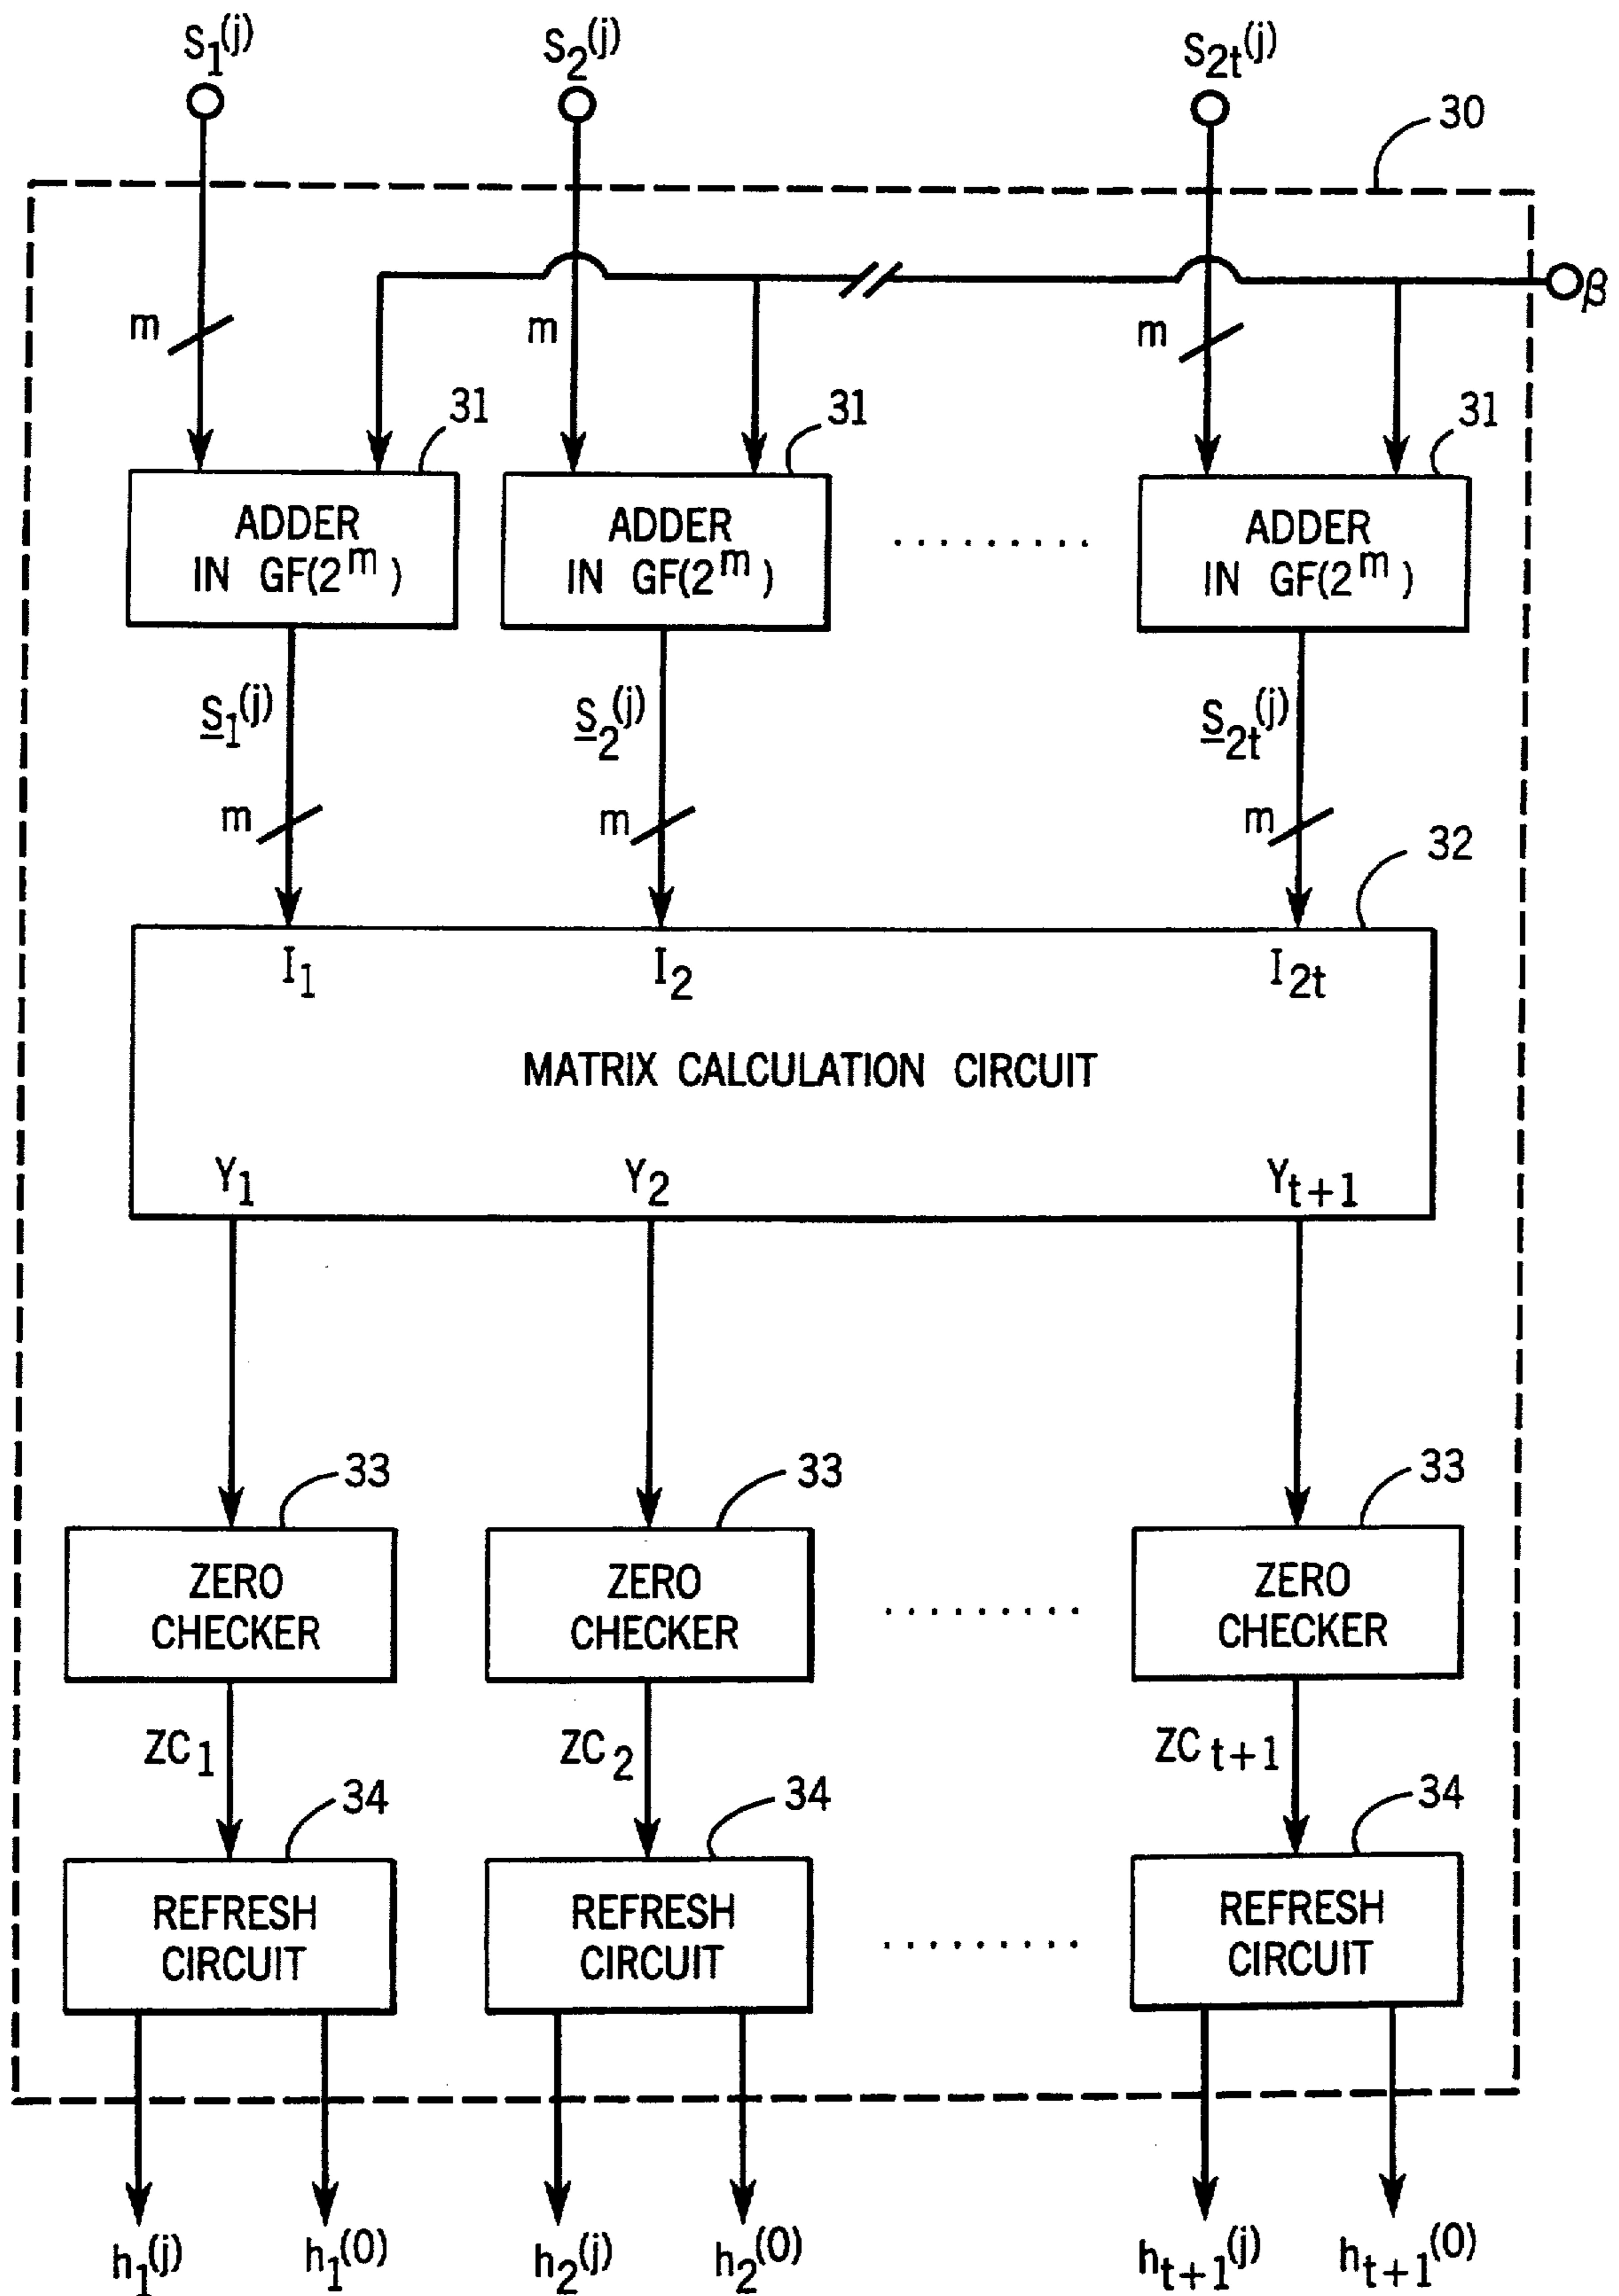 S1(j) S2(j) S2t(j)
30
β
m m m
31 31 31
ADDER
IN GF(2m)
ADDER
IN GF(2m)
.........
ADDER
IN GF(2m)
S1(j) S2(j) S2t(j)
m m m
32
I1 I2 I2t
MATRIX CALCULATION CIRCUIT
Y1 Y2 Yt+1
33 33 33
ZERO
CHECKER
ZERO
CHECKER
.........
ZERO
CHECKER
ZC1 ZC2 ZCt+1
34 34 34
REFRESH
CIRCUIT
REFRESH
CIRCUIT
.........
REFRESH
CIRCUIT
h1(j) h1(0) h2(j) h2(0) ht+1(j) ht+1(0)